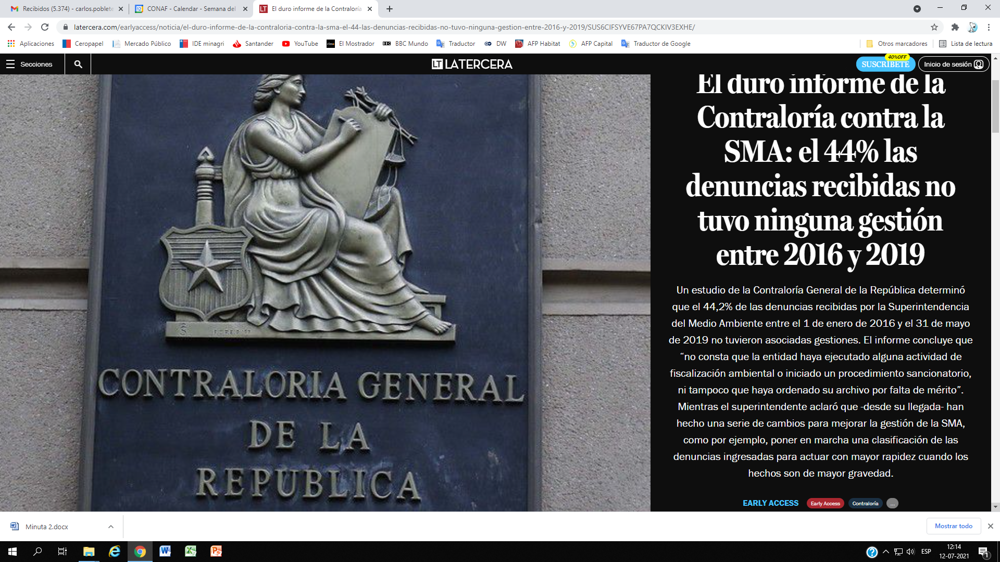 Recibidos (5.374) - carlos.poblete
CONAF - Calendar - Semana del
El duro informe de la Contraloría
latercera.com/earlyaccess/noticia/el-duro-informe-de-la-contraloria-contra-la-sma-el-44-las-denuncias-recibidas-no-tuvo-ninguna-gestion-entre-2016-y-2019/SUS6CIFSYVE67PA7QCKIV3EXHE/
Aplicaciones Ceropapel Mercado Público IDE minagri Santander YouTube El Mostrador BBC Mundo Traductor DW AFP Habitat AFP Capital Traductor de Google Otros marcadores Lista de lectura
Secciones
LT LATERCERA
40%OFF
SUSCRÍBETE
Inicio de sesión
El duro informe de la
Contraloría contra la
SMA: el 44% las
denuncias recibidas no
tuvo ninguna gestión
entre 2016 y 2019
Un estudio de la Contraloría General de la República determinó
que el 44,2% de las denuncias recibidas por la Superintendencia
del Medio Ambiente entre el 1 de enero de 2016 y el 31 de mayo
de 2019 no tuvieron asociadas gestiones. El informe concluye que
“no consta que la entidad haya ejecutado alguna actividad de
fiscalización ambiental o iniciado un procedimiento sancionatorio,
ni tampoco que haya ordenado su archivo por falta de mérito”.
Mientras el superintendente aclaró que -desde su llegada- han
hecho una serie de cambios para mejorar la gestión de la SMA,
como por ejemplo, poner en marcha una clasificación de las
denuncias ingresadas para actuar con mayor rapidez cuando los
hechos son de mayor gravedad.
EARLY ACCESS Early Access Contraloría ...
CONTRALORIA GENERAL
DE LA
REPUBLICA
Minuta 2.docx
Mostrar todo
ESP
12:14
12-07-2021
1